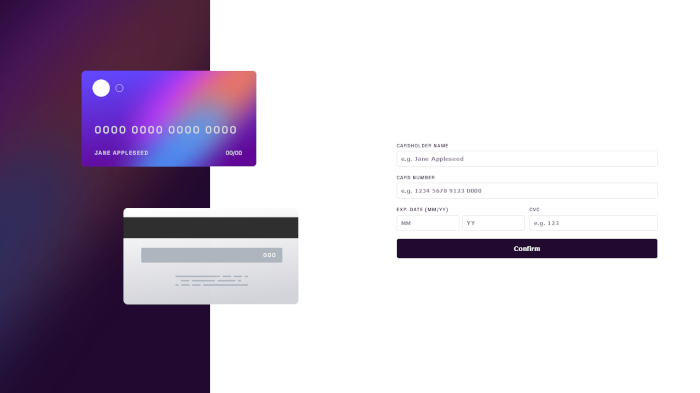 0000 0000 0000 0000
JANE APPLESEED 00/00
000
CARDHOLDER NAME
e.g. Jane Appleseed
CARD NUMBER
e.g. 1234 5678 9123 0000
EXP. DATE (MM/YY) CVC
MM YY e.g. 123
Confirm